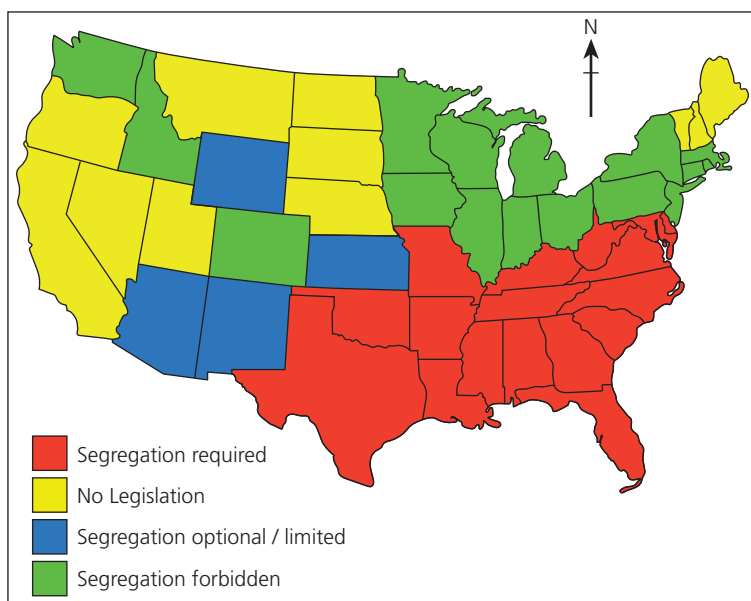 N
Segregation required
No Legislation
Segregation optional / limited
Segregation forbidden